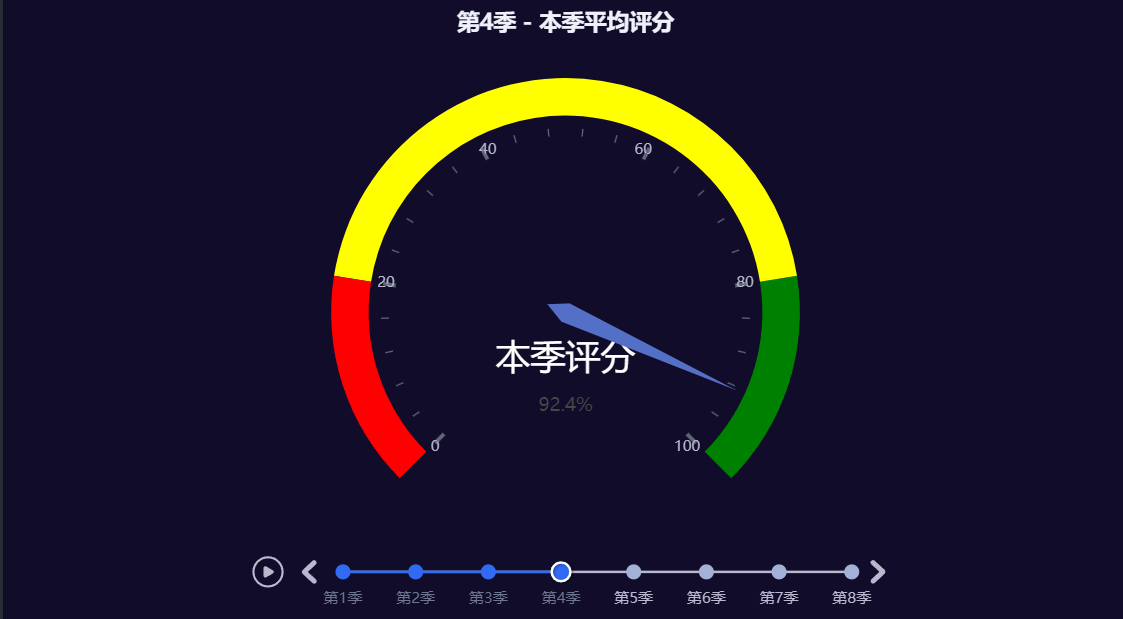 第4季 - 本季平均评分
40
60
20
80
本季评分
92.4%
0
100
第1季
第2季
第3季
第4季
第5季
第6季
第7季
第8季